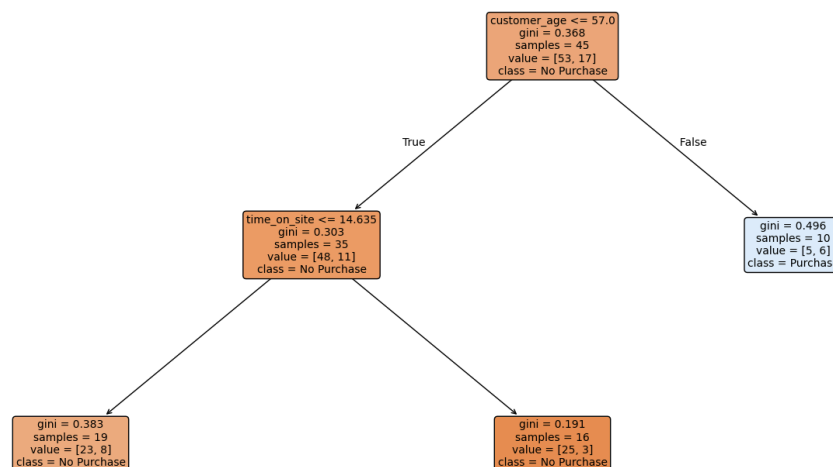 customer_age <= 57.0
gini = 0.368
samples = 45
value = [53, 17]
class = No Purchase
True
False
time_on_site <= 14.635
gini = 0.303
samples = 35
value = [48, 11]
class = No Purchase
gini = 0.496
samples = 10
value = [5, 6]
class = Purchase
gini = 0.383
samples = 19
value = [23, 8]
class = No Purchase
gini = 0.191
samples = 16
value = [25, 3]
class = No Purchase